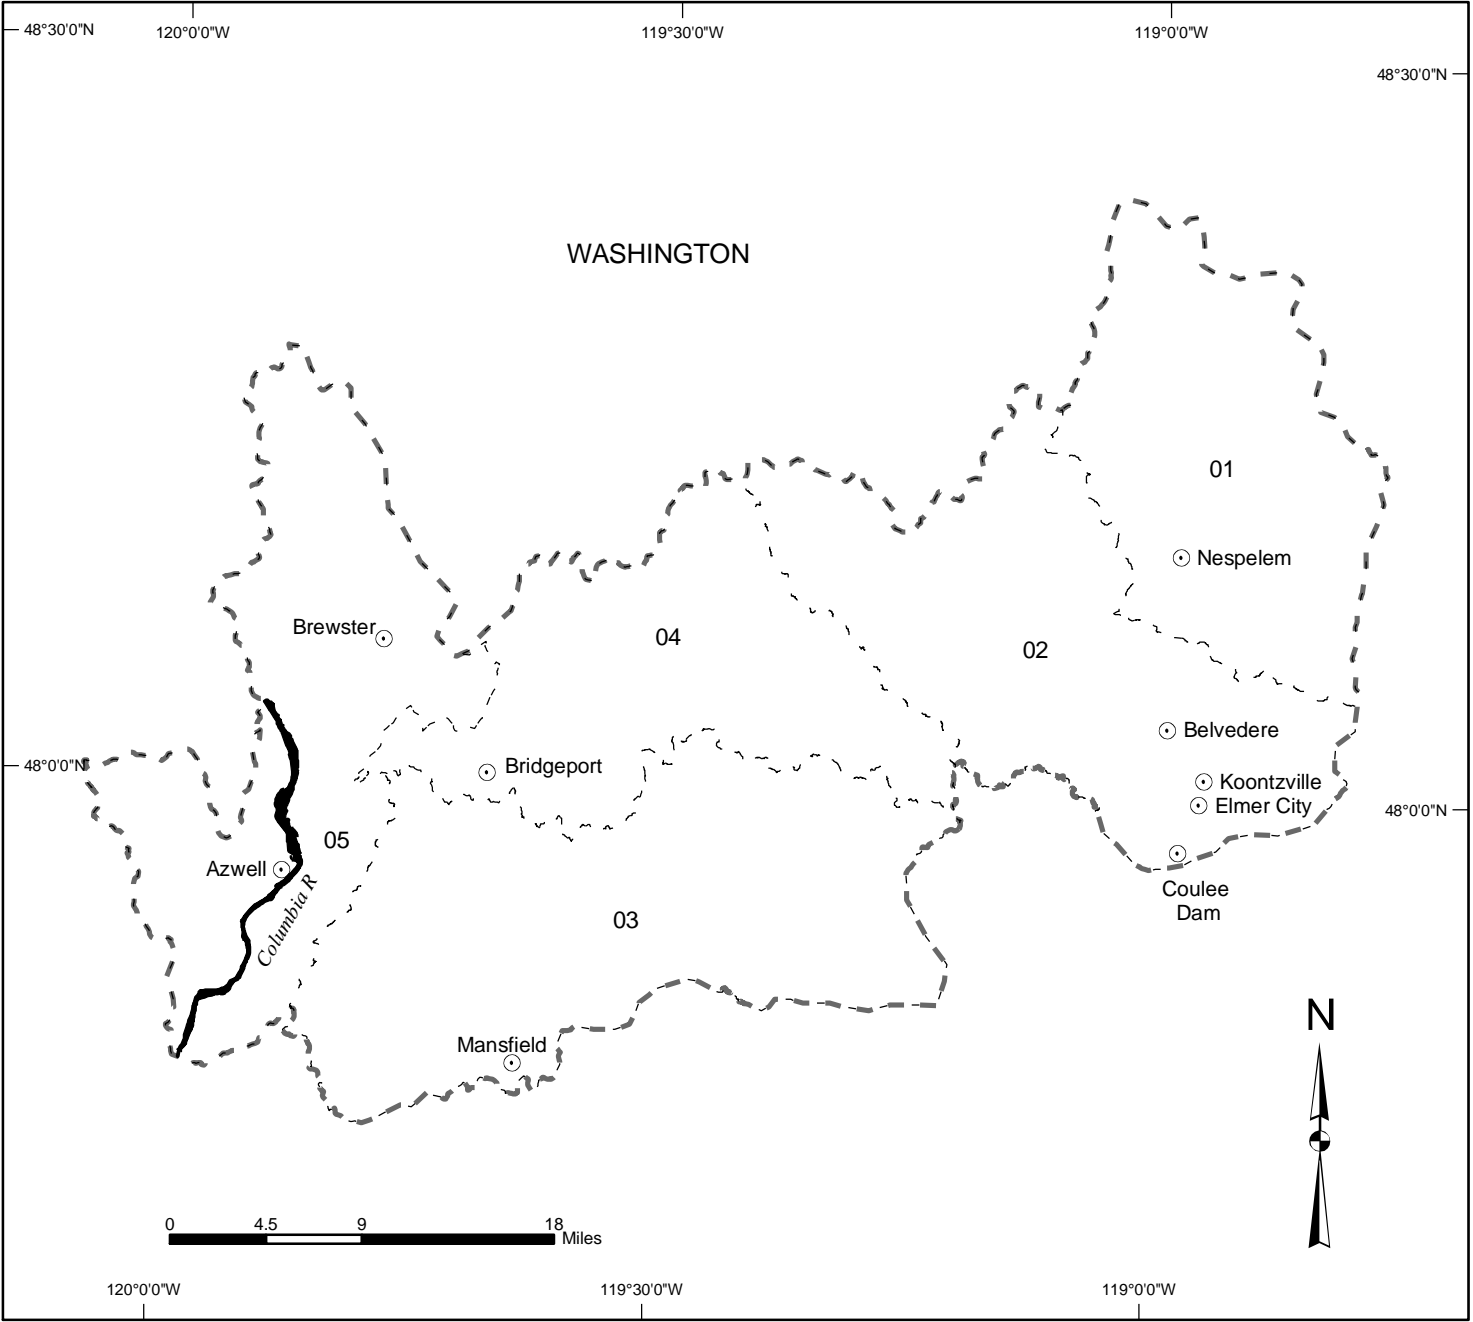 48°30'0"N
120°0'0"W
119°30'0"W
119°0'0"W
48°30'0"N
WASHINGTON
01
Nespelem
Brewster
04
02
Belvedere
48°0'0"N
Bridgeport
Koontzville
Elmer City
48°0'0"N
05
Azwell
Columbia R
Coulee
Dam
03
N
Mansfield
0 4.5 9 18
Miles
120°0'0"W
119°30'0"W
119°0'0"W